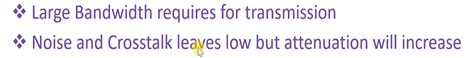 ❖ Large Bandwidth requires for transmission
❖ Noise and Crosstalk leaves low but attenuation will increase